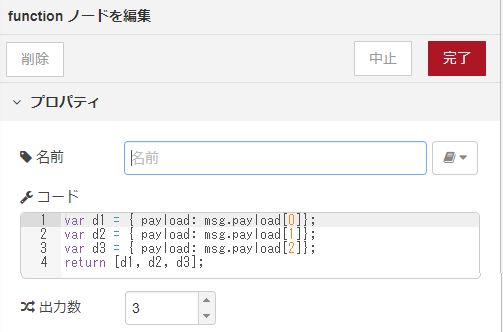 function ノードを編集
削除 中止 完了
プロパティ
名前 名前
コード
1 var d1 = { payload: msg.payload[0]};
2 var d2 = { payload: msg.payload[1]};
3 var d3 = { payload: msg.payload[2]};
4 return [d1, d2, d3];
出力数 3